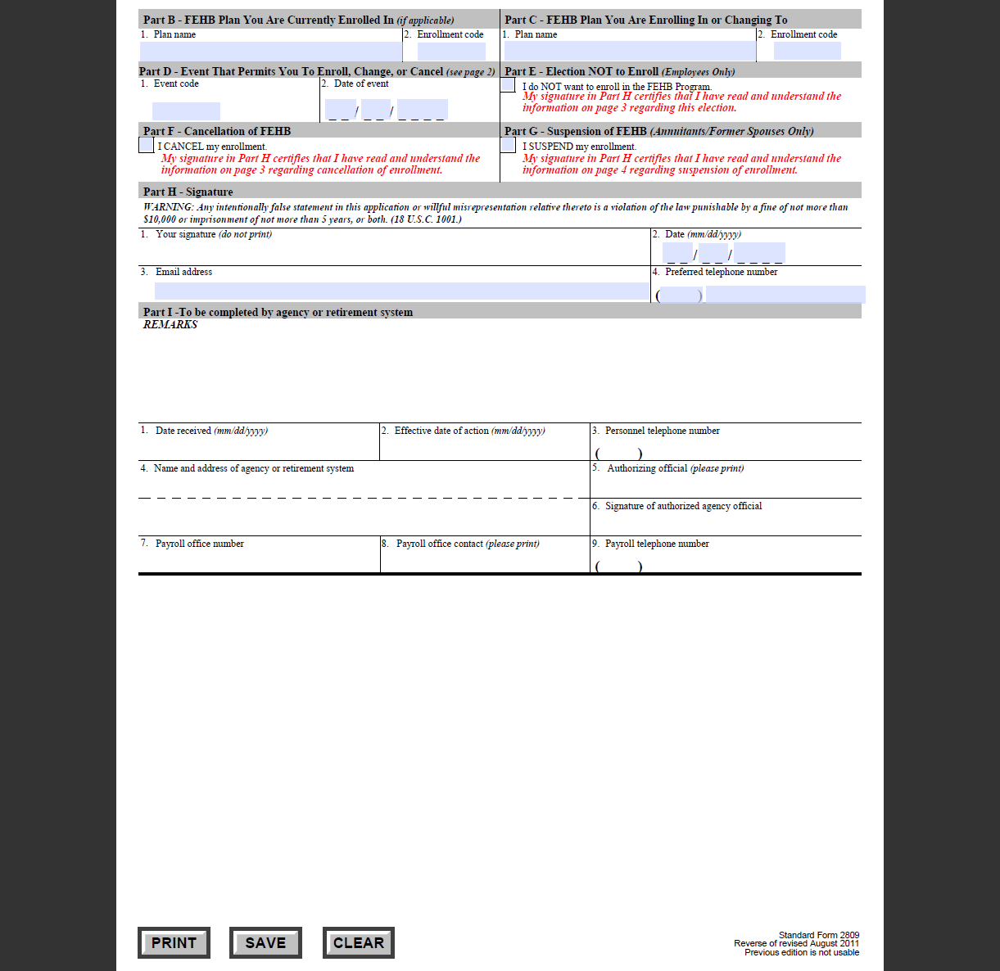 Part B - FEHB Plan You Are Currently Enrolled In (if applicable)
Part C - FEHB Plan You Are Enrolling In or Changing To
1. Plan name
2. Enrollment code
1. Plan name
2. Enrollment code
Part D - Event That Permits You To Enroll, Change, or Cancel (see page 2)
Part E - Election NOT to Enroll (Employees Only)
1. Event code
2. Date of event
_ _ / _ _ / _ _ _ _
I do NOT want to enroll in the FEHB Program.
My signature in Part H certifies that I have read and understand the
information on page 3 regarding this election.
Part F - Cancellation of FEHB
Part G - Suspension of FEHB (Annuitants/Former Spouses Only)
I CANCEL my enrollment.
My signature in Part H certifies that I have read and understand the
information on page 3 regarding cancellation of enrollment.
I SUSPEND my enrollment.
My signature in Part H certifies that I have read and understand the
information on page 4 regarding suspension of enrollment.
Part H - Signature
WARNING: Any intentionally false statement in this application or willful misrepresentation relative thereto is a violation of the law punishable by a fine of not more than
$10,000 or imprisonment of not more than 5 years, or both. (18 U.S.C. 1001.)
1. Your signature (do not print)
2. Date (mm/dd/yyyy)
_ _ / _ _ / _ _ _ _
3. Email address
4. Preferred telephone number
( )
Part I -To be completed by agency or retirement system
REMARKS
1. Date received (mm/dd/yyyy)
2. Effective date of action (mm/dd/yyyy)
3. Personnel telephone number
( )
4. Name and address of agency or retirement system
5. Authorizing official (please print)
6. Signature of authorized agency official
7. Payroll office number
8. Payroll office contact (please print)
9. Payroll telephone number
( )
PRINT
SAVE
CLEAR
Standard Form 2809
Reverse of revised August 2011
Previous edition is not usable